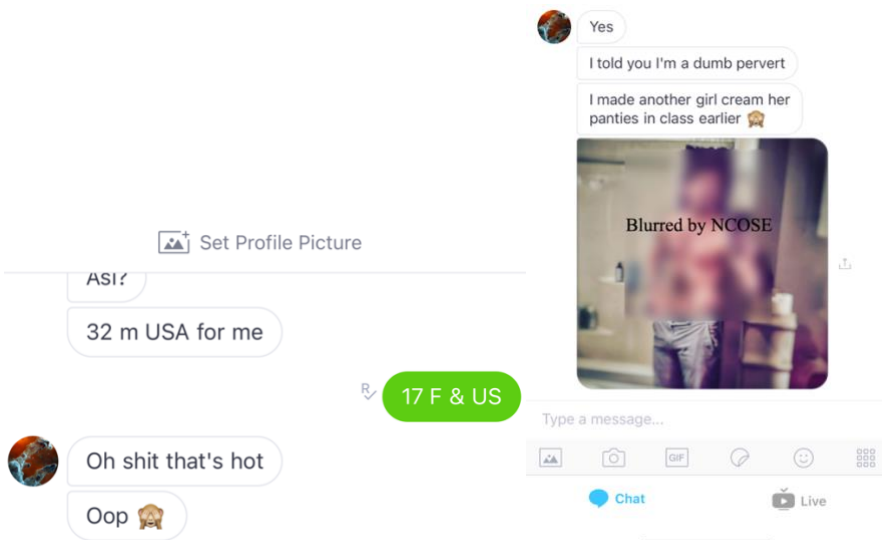 Set Profile Picture
Asl?
32 m USA for me
R
17 F & US
Oh shit that's hot
Oop 🙈
Yes
I told you I'm a dumb pervert
I made another girl cream her
panties in class earlier 🙈
Blurred by NCOSE
Type a message...
GIF
Chat
Live